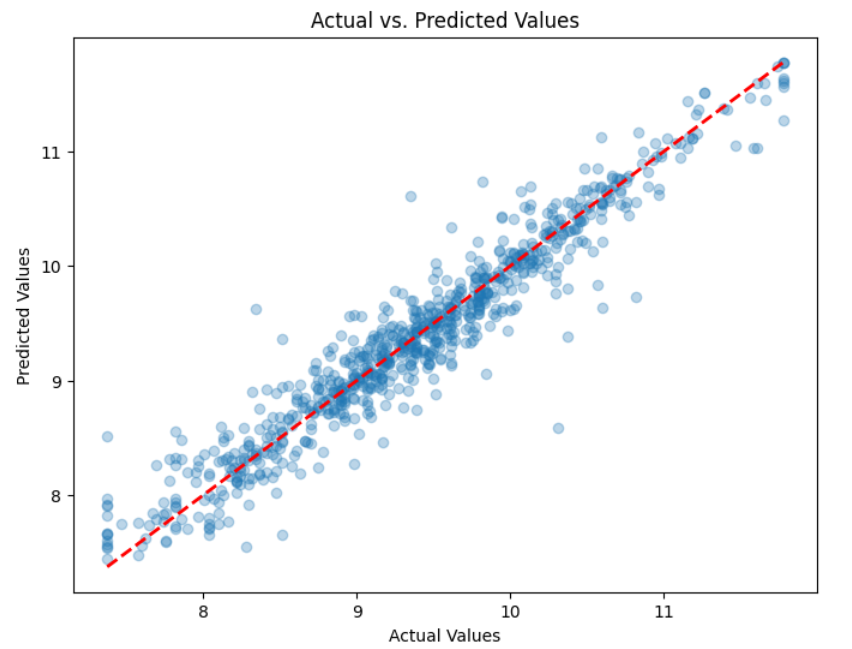 Actual vs. Predicted Values
Predicted Values
11
10
9
8
8 9 10 11
Actual Values